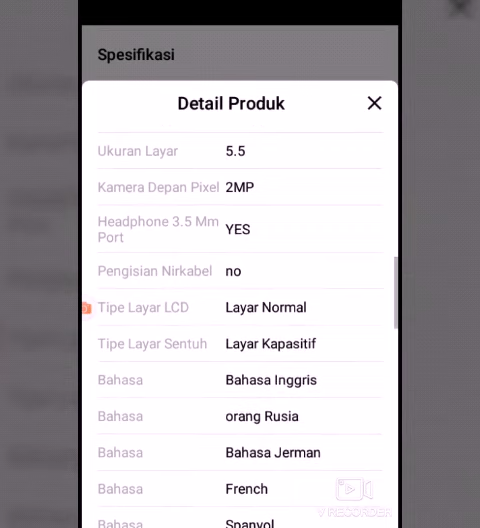 Spesifikasi
Detail Produk
Ukuran Layar 5.5
Kamera Depan Pixel 2MP
Headphone 3.5 Mm
Port YES
Pengisian Nirkabel no
Tipe Layar LCD Layar Normal
Tipe Layar Sentuh Layar Kapasitif
Bahasa Bahasa Inggris
Bahasa orang Rusia
Bahasa Bahasa Jerman
Bahasa French
V RECORDER
Bahasa Spanyol